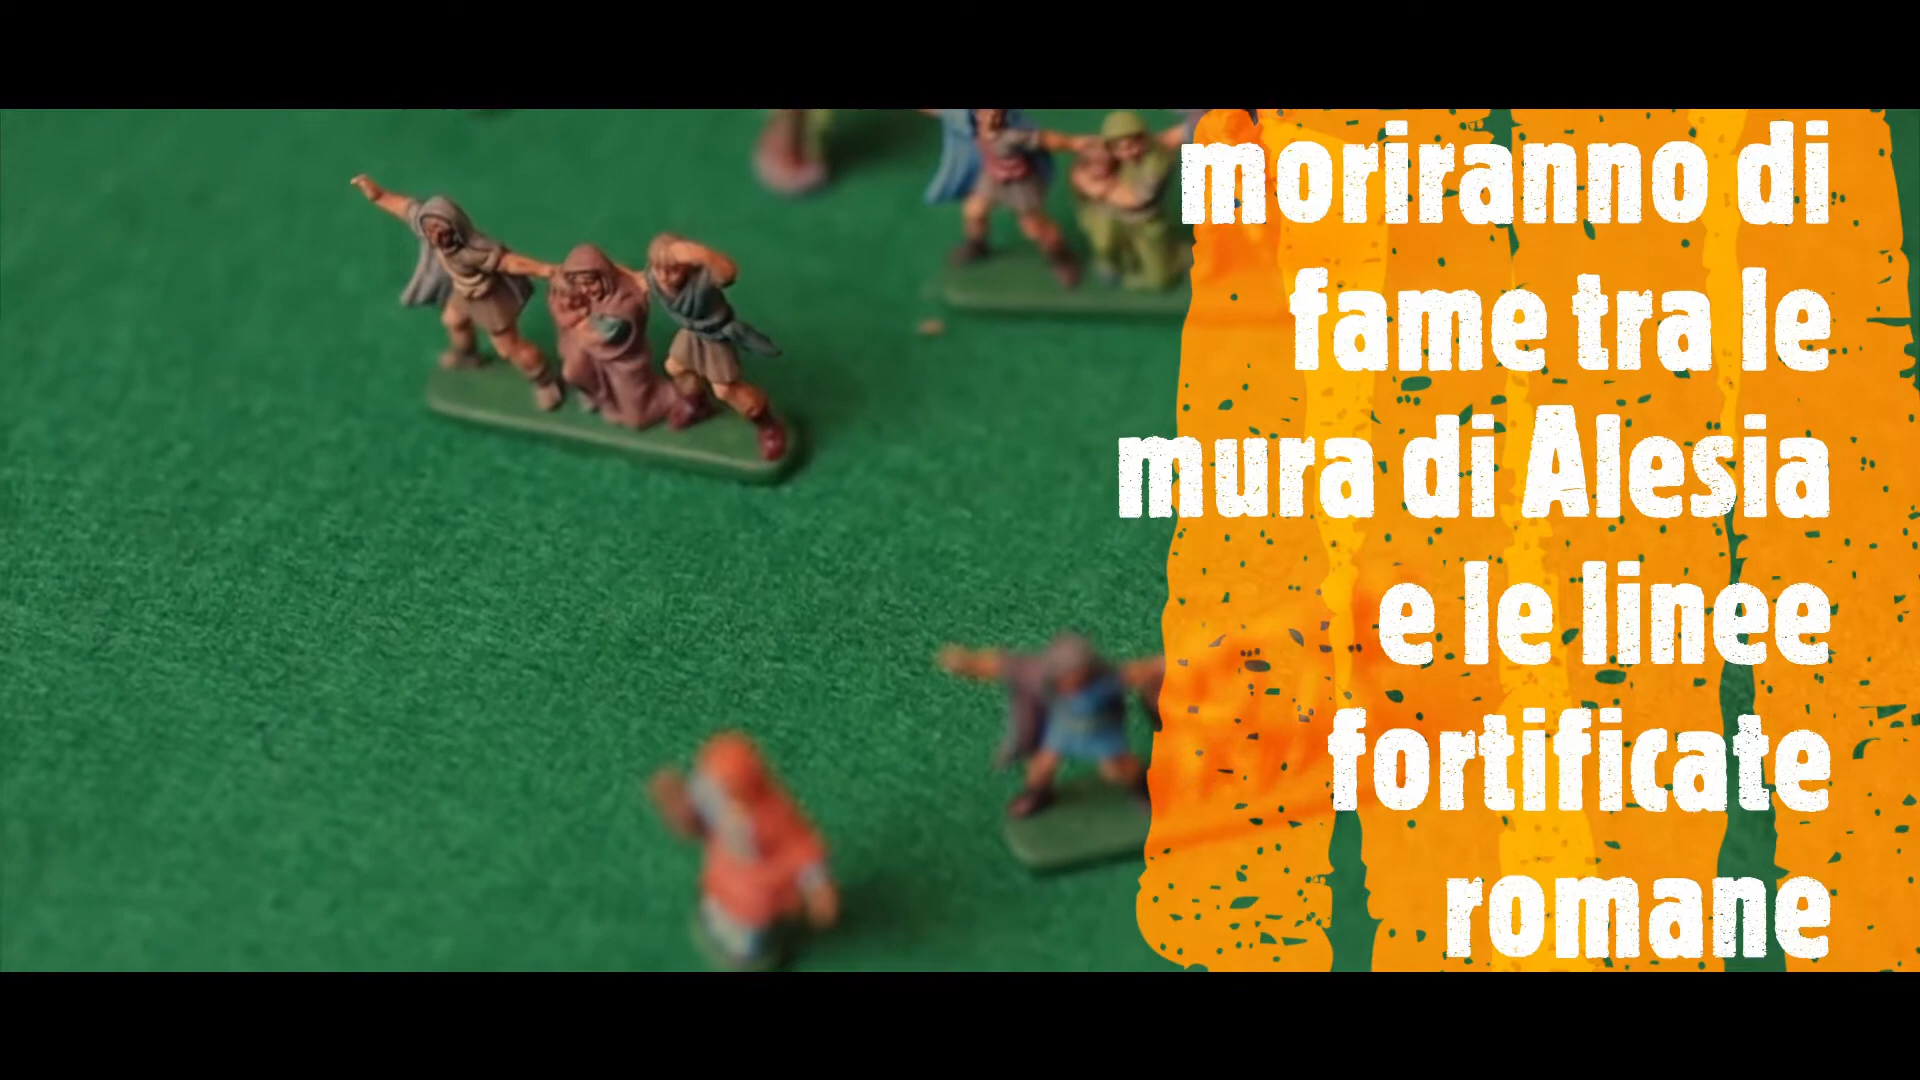 moriranno di
fame tra le
mura di Alesia
e le linee
fortificate
romane